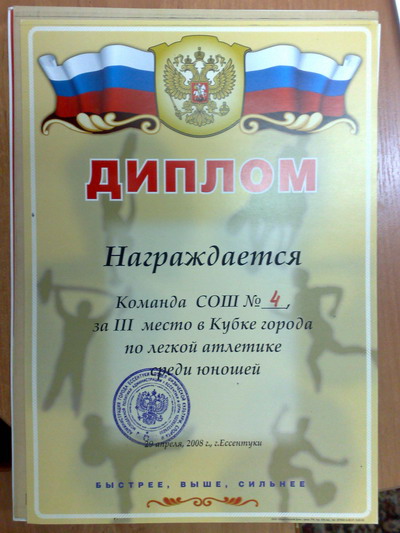 ДИПЛОМ
Награждается
Команда СОШ № 4,
за III место в Кубке города
по легкой атлетике
среди юношей
29 апреля, 2008 г., г.Ессентуки
БЫСТРЕЕ, ВЫШЕ, СИЛЬНЕЕ